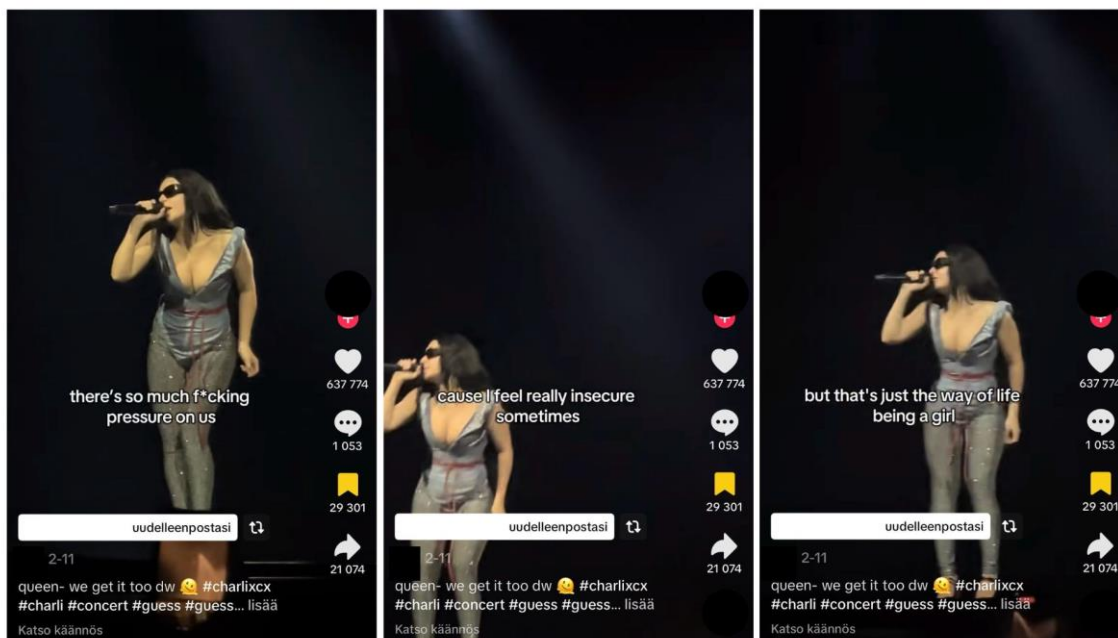 there's so much f*cking
pressure on us
637 774
1 053
29 301
uudelleenpostasi
2-11
21 074
queen- we get it too dw 🫠 #charlixcx
#charli #concert #guess #guess... lisää
Katso käännös
cause I feel really insecure
sometimes
637 774
1 053
29 301
uudelleenpostasi
2-11
21 074
queen- we get it too dw 🫠 #charlixcx
#charli #concert #guess #guess... lisää
Katso käännös
but that's just the way of life
being a girl
637 774
1 053
29 301
uudelleenpostasi
2-11
21 074
queen- we get it too dw 🫠 #charlixcx
#charli #concert #guess #guess... lisää
Katso käännös